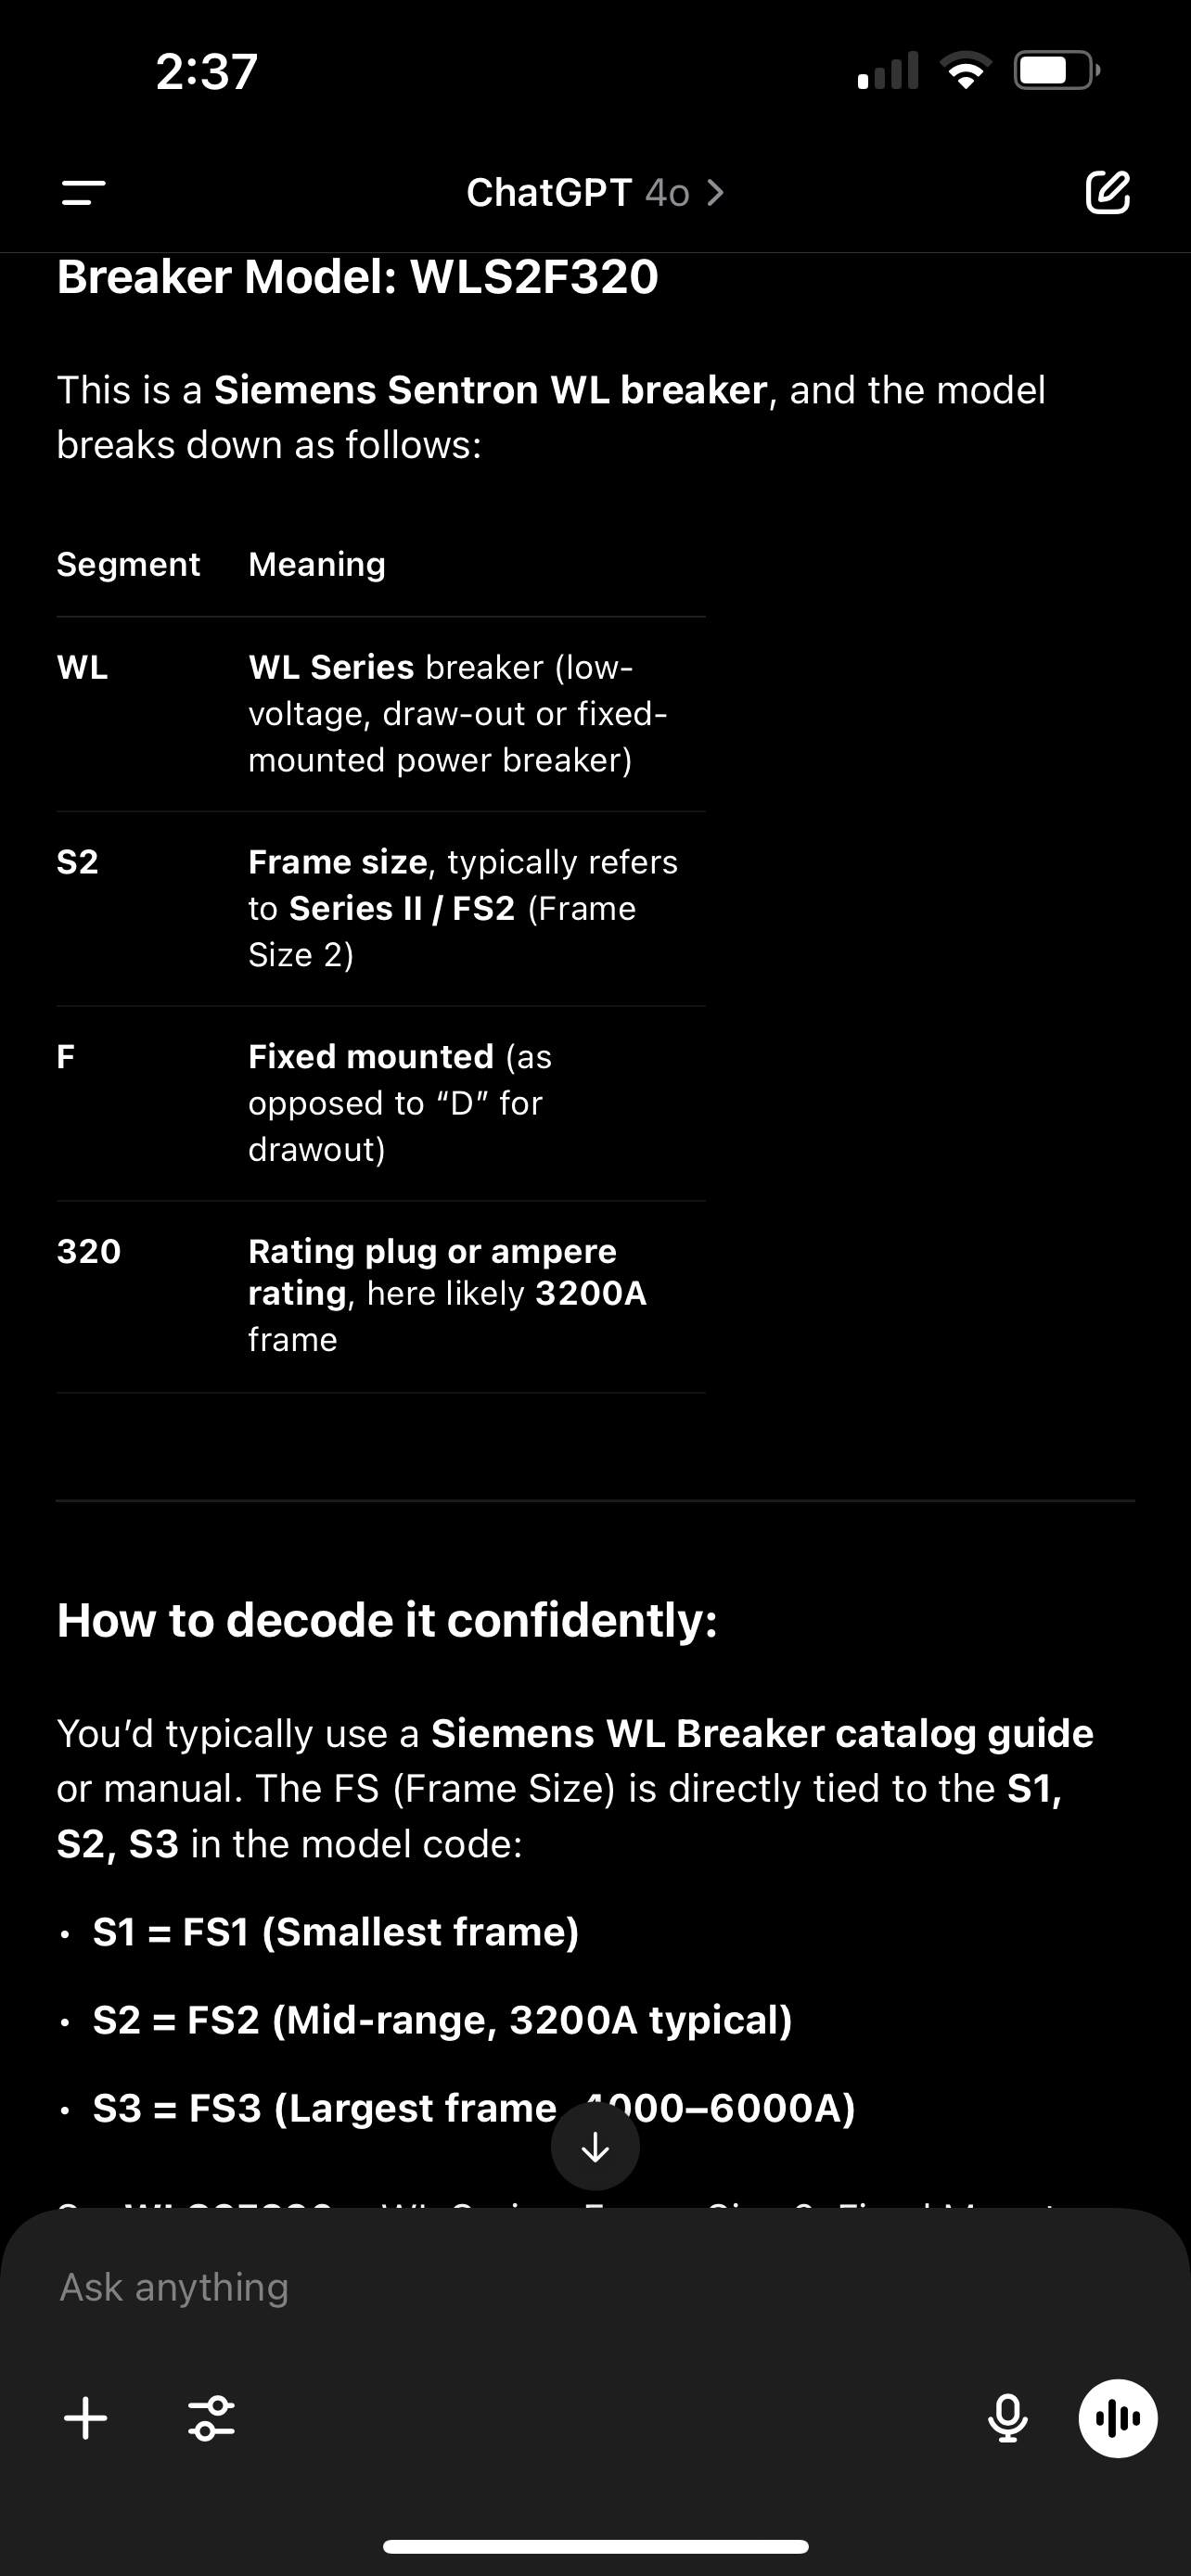 2:37
ChatGPT 4o >
Breaker Model: WLS2F320
This is a Siemens Sentron WL breaker, and the model
breaks down as follows:
Segment Meaning
WL WL Series breaker (low-
voltage, draw-out or fixed-
mounted power breaker)
S2 Frame size, typically refers
to Series II / FS2 (Frame
Size 2)
F Fixed mounted (as
opposed to “D” for
drawout)
320 Rating plug or ampere
rating, here likely 3200A
frame
How to decode it confidently:
You’d typically use a Siemens WL Breaker catalog guide
or manual. The FS (Frame Size) is directly tied to the S1,
S2, S3 in the model code:
• S1 = FS1 (Smallest frame)
• S2 = FS2 (Mid-range, 3200A typical)
• S3 = FS3 (Largest frame, 4000–6000A)
Ask anything